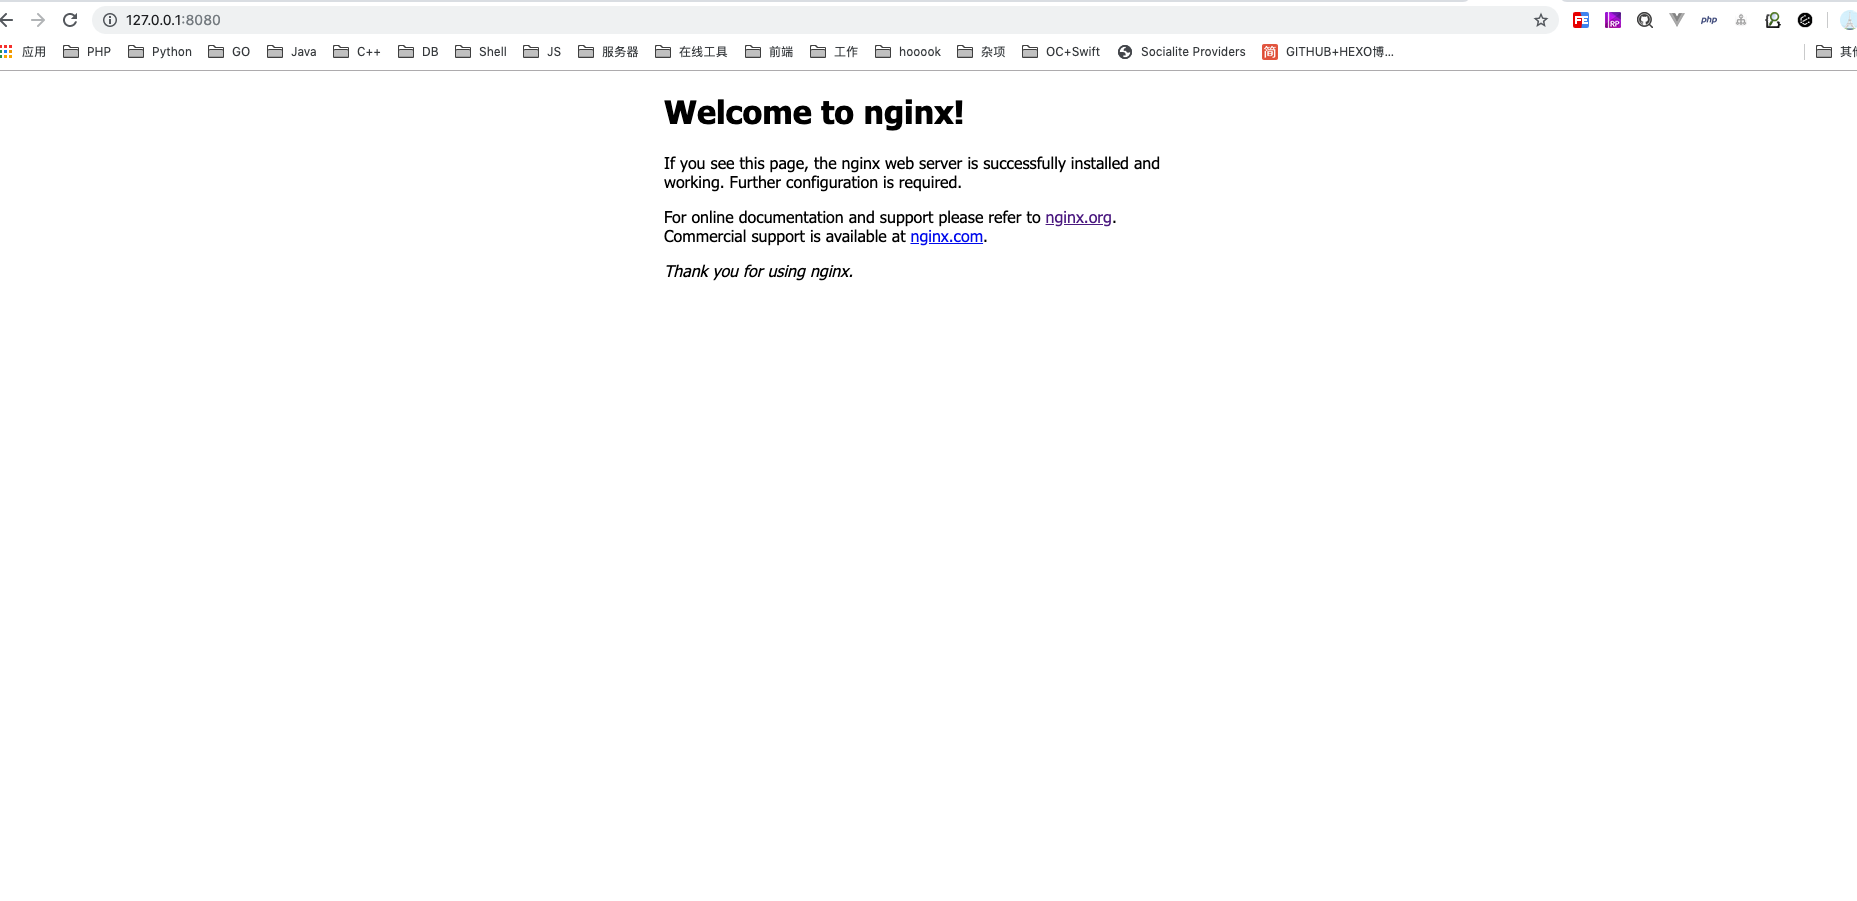 127.0.0.1:8080
应用 PHP Python GO Java C++ DB Shell JS 服务器 在线工具 前端 工作 hooook 杂项 OC+Swift Socialite Providers 简 GITHUB+HEXO博...
FE RP php
Welcome to nginx!
If you see this page, the nginx web server is successfully installed and
working. Further configuration is required.
For online documentation and support please refer to nginx.org.
Commercial support is available at nginx.com.
Thank you for using nginx.